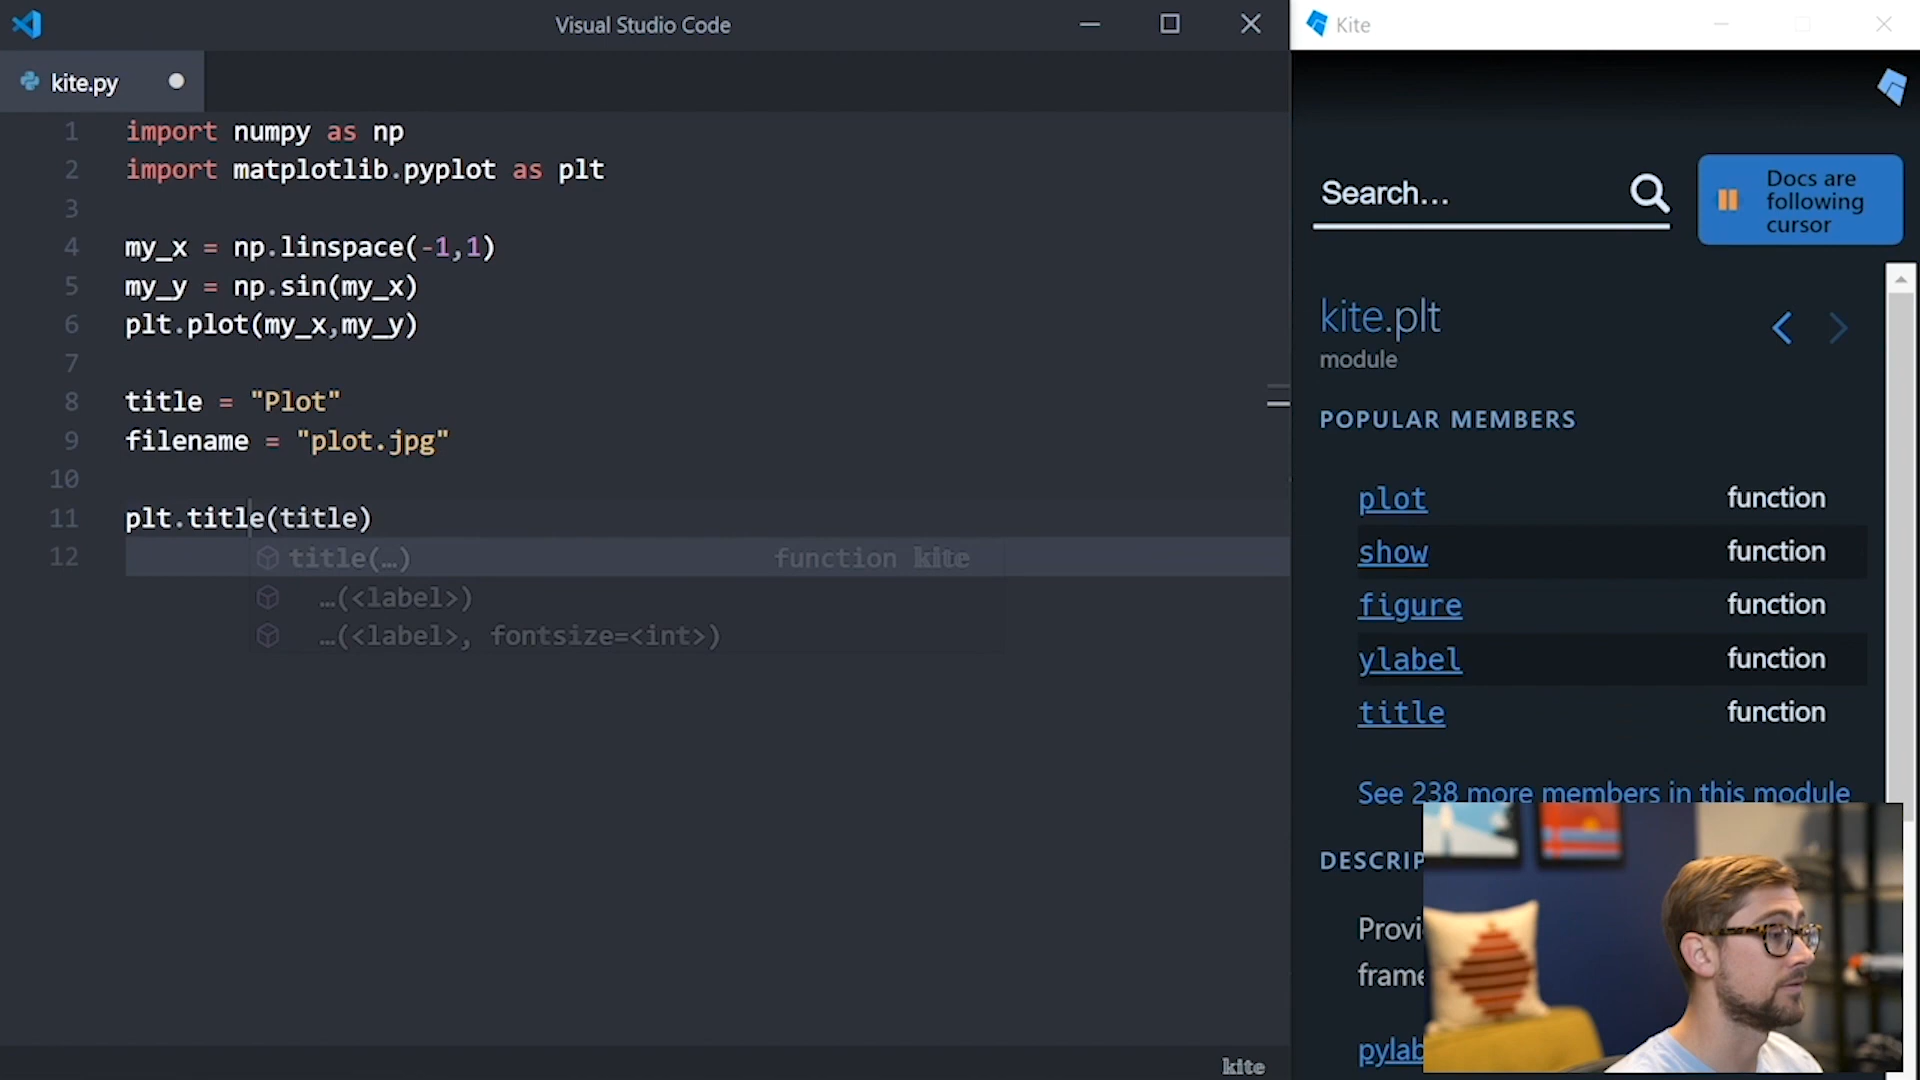 Visual Studio Code
Kite
kite.py
1 import numpy as np
2 import matplotlib.pyplot as plt
3
4 my_x = np.linspace(-1,1)
5 my_y = np.sin(my_x)
6 plt.plot(my_x,my_y)
7
8 title = "Plot"
9 filename = "plot.jpg"
10
11 plt.title(title)
12
title(…) function kite
…(<label>)
…(<label>, fontsize=<int>)
kite
Search...
Docs are
following
cursor
kite.plt
module
POPULAR MEMBERS
plot function
show function
figure function
ylabel function
title function
See 238 more members in this module
DESCRIP
Provi
frame
pylab